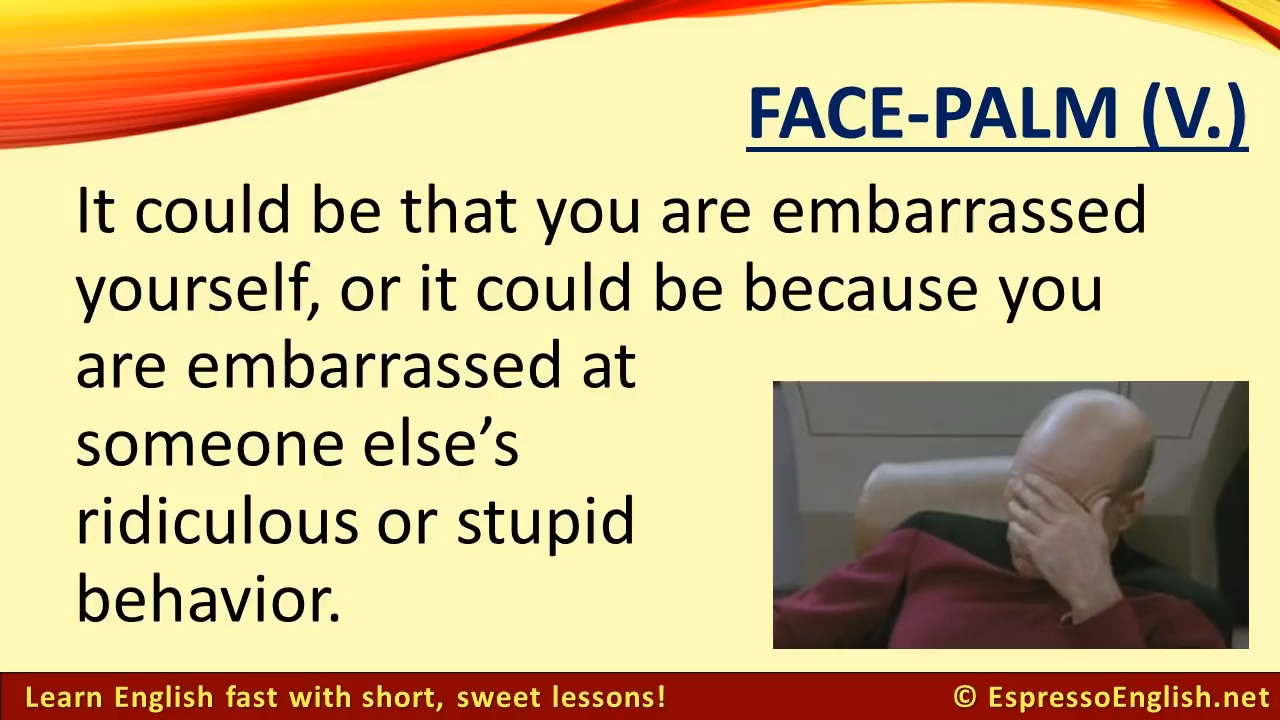 FACE-PALM (V.)
It could be that you are embarrassed
yourself, or it could be because you
are embarrassed at
someone else’s
ridiculous or stupid
behavior.
Learn English fast with short, sweet lessons!
© EspressoEnglish.net